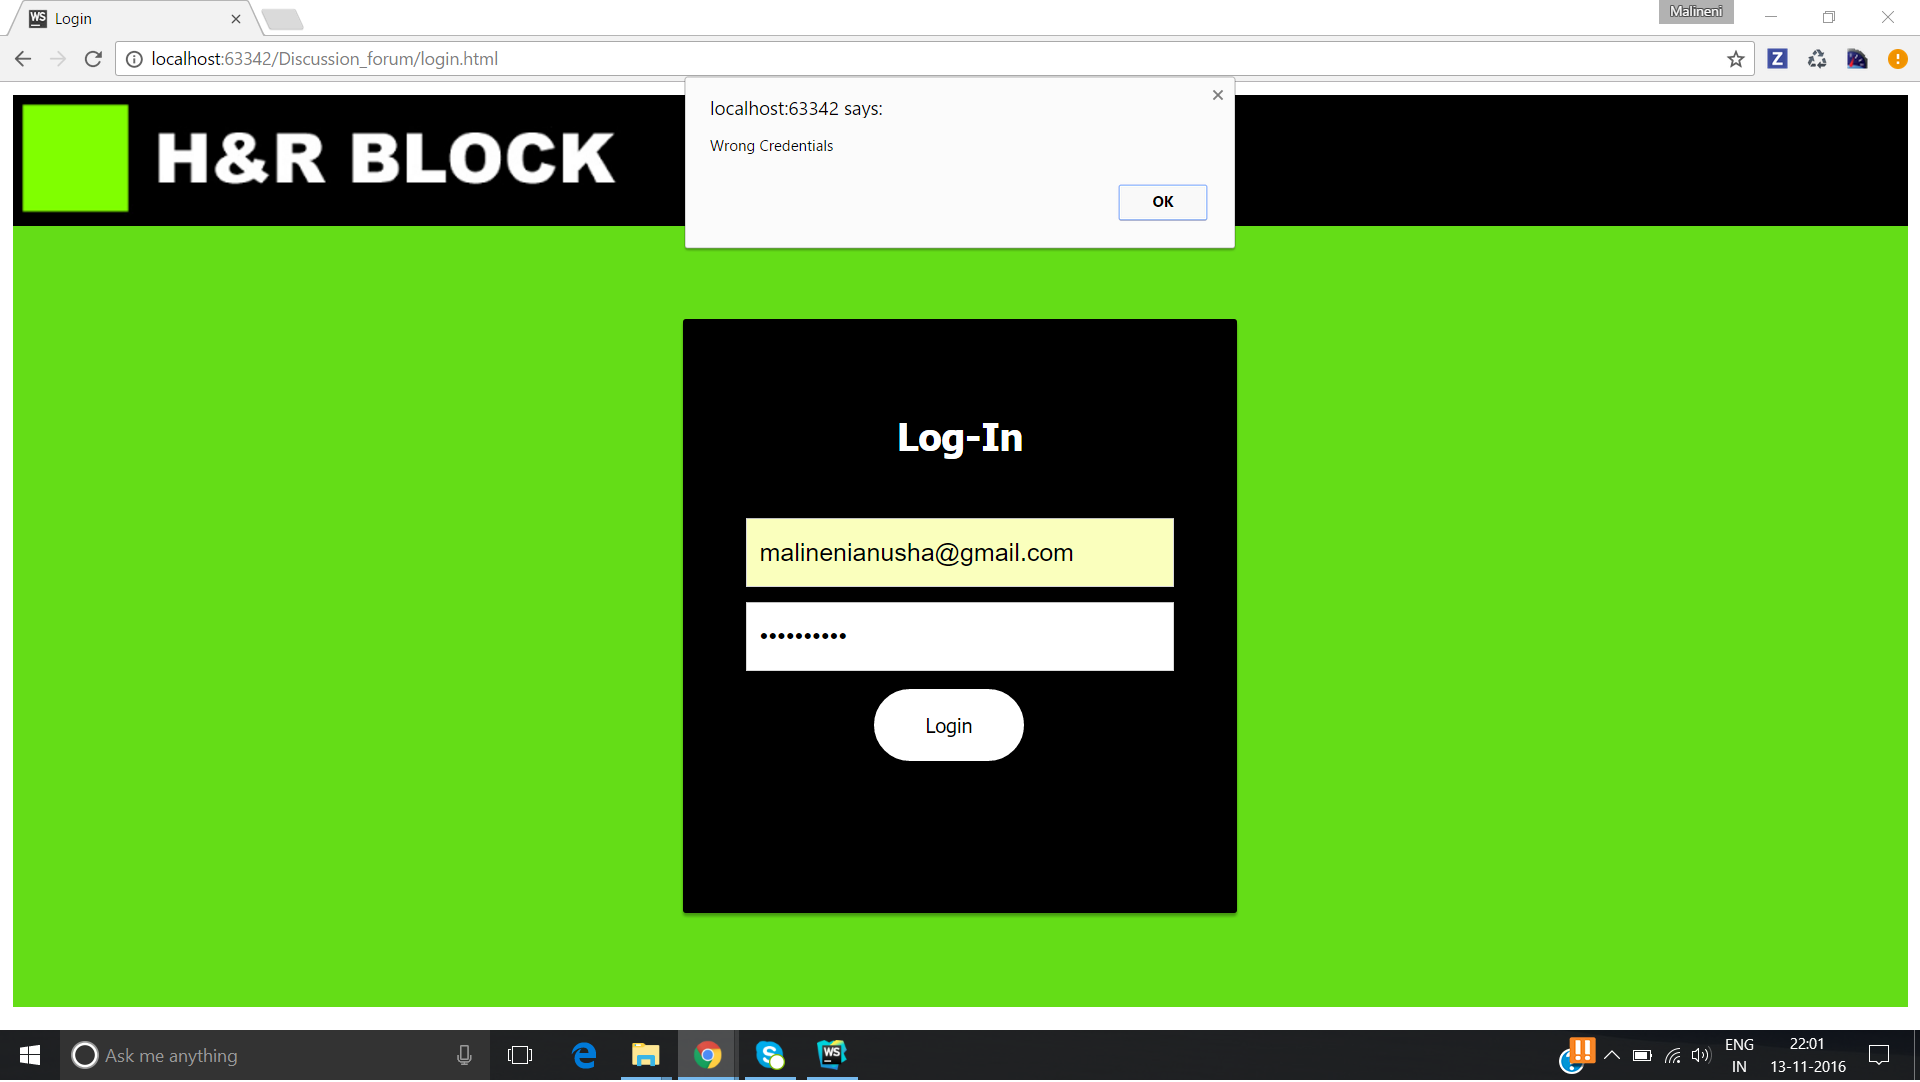 WS Login
Malineni
localhost:63342/Discussion_forum/login.html
Z
H&R BLOCK
localhost:63342 says:
Wrong Credentials
OK
Log-In
malinenianusha@gmail.com
••••••••••
Login
Ask me anything
WS
ENG
IN
22:01
13-11-2016